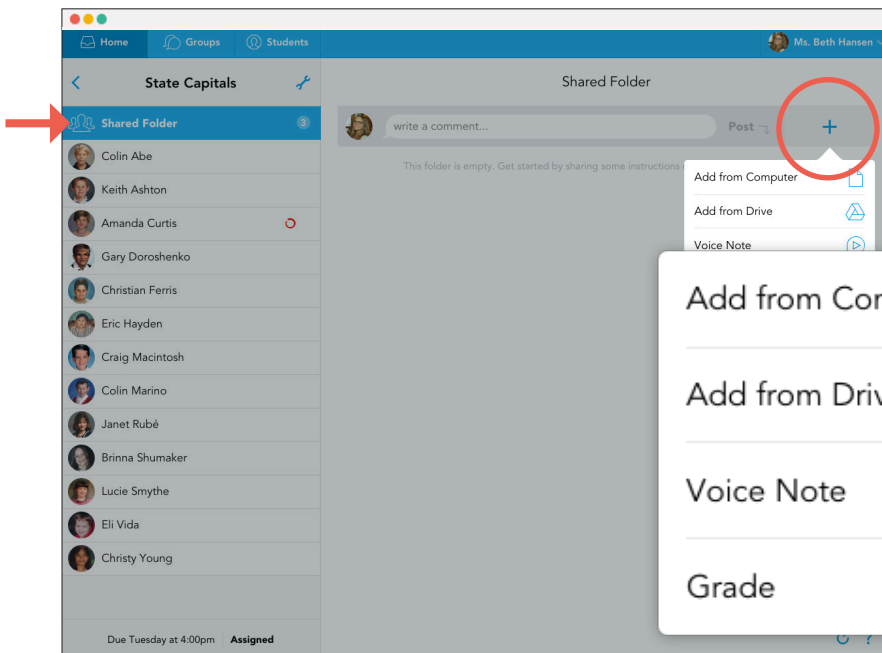 Home Groups Students Ms. Beth Hansen
State Capitals Shared Folder
Shared Folder 3
write a comment... Post
This folder is empty. Get started by sharing some instructions
Colin Abe
Keith Ashton
Amanda Curtis
Gary Doroshenko
Christian Ferris
Eric Hayden
Craig Macintosh
Colin Marino
Janet Rubé
Brinna Shumaker
Lucie Smythe
Eli Vida
Christy Young
Due Tuesday at 4:00pm Assigned
Add from Computer
Add from Drive
Voice Note
Add from Com
Add from Driv
Voice Note
Grade
?